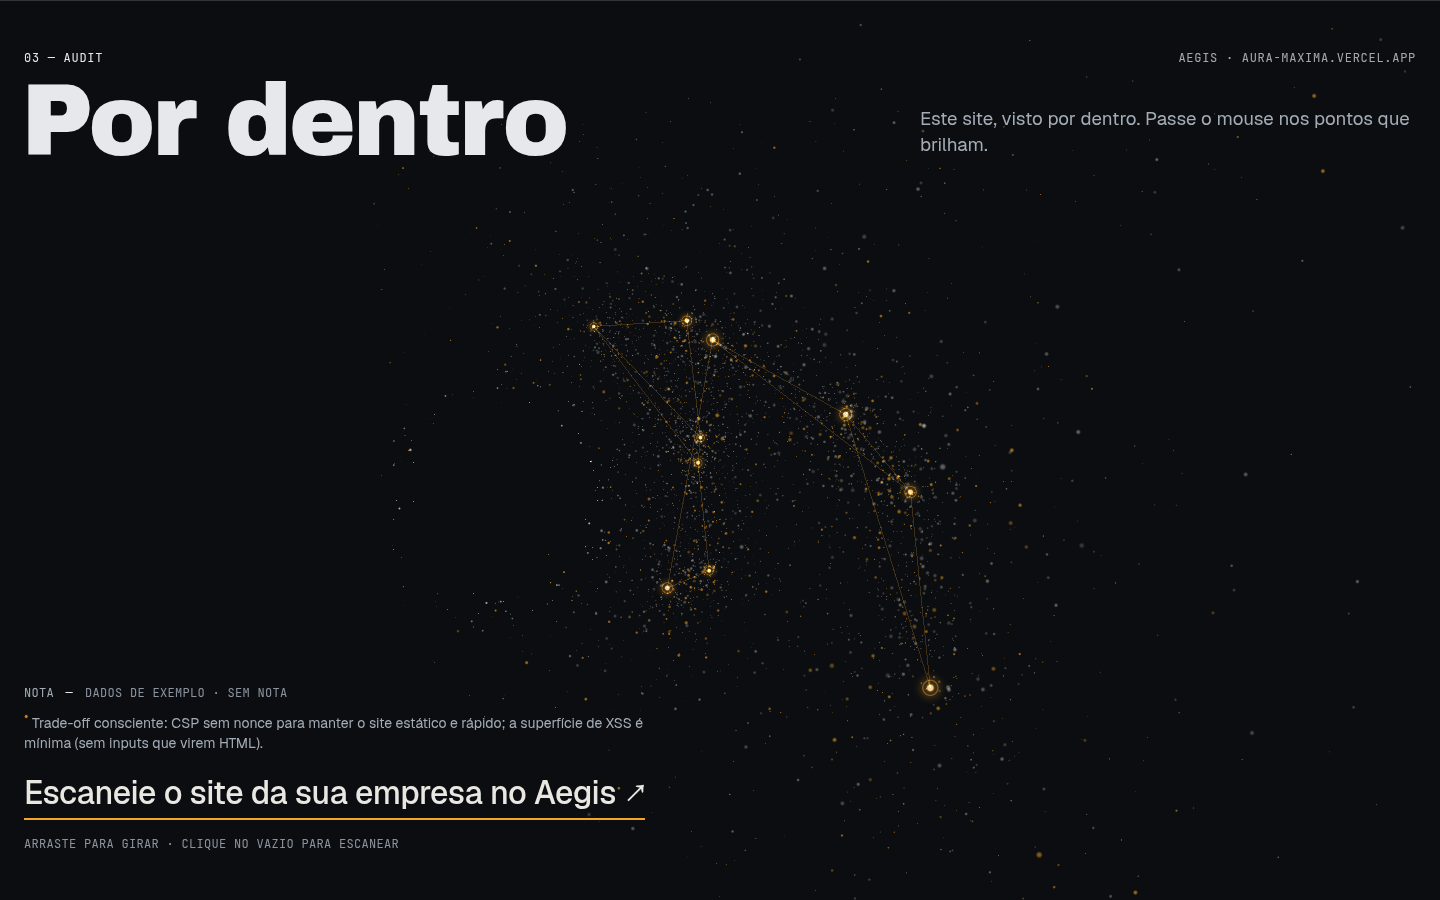 03 — AUDIT
AEGIS · AURA-MAXIMA.VERCEL.APP
Por dentro
Este site, visto por dentro. Passe o mouse nos pontos que
brilham.
NOTA — DADOS DE EXEMPLO · SEM NOTA
* Trade-off consciente: CSP sem nonce para manter o site estático e rápido; a superfície de XSS é
mínima (sem inputs que virem HTML).
Escaneie o site da sua empresa no Aegis ↗
ARRASTE PARA GIRAR · CLIQUE NO VAZIO PARA ESCANEAR